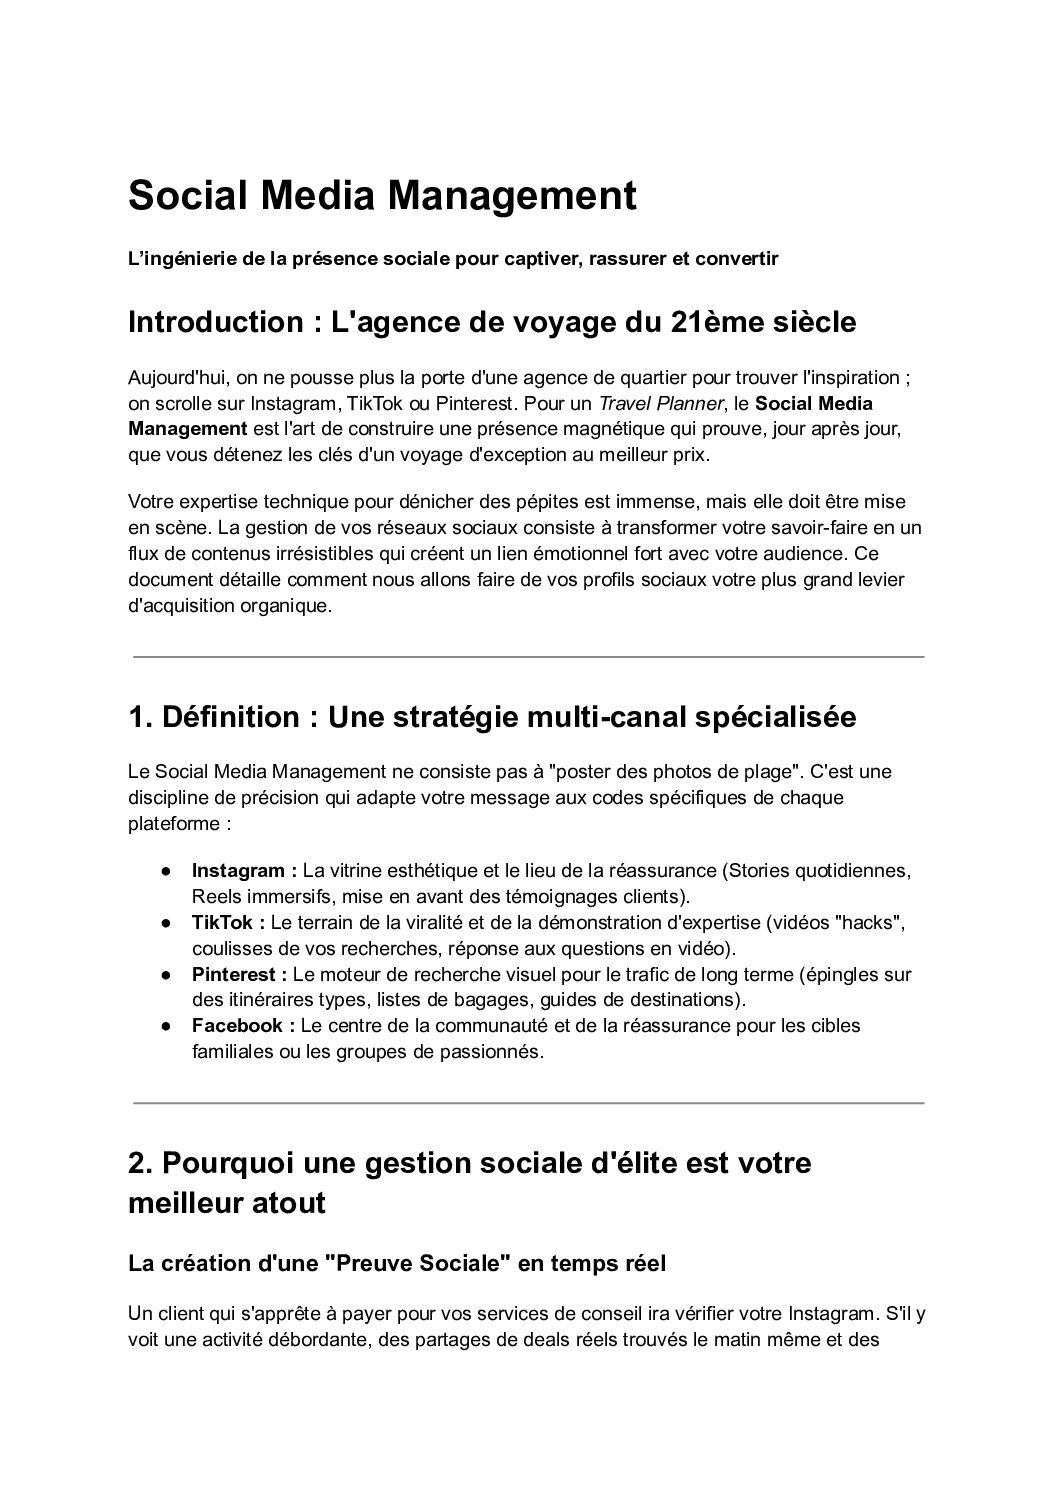 Social Media Management
L’ingénierie de la présence sociale pour captiver, rassurer et convertir
Introduction : L'agence de voyage du 21ème siècle
Aujourd'hui, on ne pousse plus la porte d'une agence de quartier pour trouver l'inspiration ;
on scrolle sur Instagram, TikTok ou Pinterest. Pour un Travel Planner, le Social Media
Management est l'art de construire une présence magnétique qui prouve, jour après jour,
que vous détenez les clés d'un voyage d'exception au meilleur prix.
Votre expertise technique pour dénicher des pépites est immense, mais elle doit être mise
en scène. La gestion de vos réseaux sociaux consiste à transformer votre savoir-faire en un
flux de contenus irrésistibles qui créent un lien émotionnel fort avec votre audience. Ce
document détaille comment nous allons faire de vos profils sociaux votre plus grand levier
d'acquisition organique.
1. Définition : Une stratégie multi-canal spécialisée
Le Social Media Management ne consiste pas à "poster des photos de plage". C'est une
discipline de précision qui adapte votre message aux codes spécifiques de chaque
plateforme :
● Instagram : La vitrine esthétique et le lieu de la réassurance (Stories quotidiennes,
Reels immersifs, mise en avant des témoignages clients).
● TikTok : Le terrain de la viralité et de la démonstration d'expertise (vidéos "hacks",
coulisses de vos recherches, réponse aux questions en vidéo).
● Pinterest : Le moteur de recherche visuel pour le trafic de long terme (épingles sur
des itinéraires types, listes de bagages, guides de destinations).
● Facebook : Le centre de la communauté et de la réassurance pour les cibles
familiales ou les groupes de passionnés.
2. Pourquoi une gestion sociale d'élite est votre
meilleur atout
La création d'une "Preuve Sociale" en temps réel
Un client qui s'apprête à payer pour vos services de conseil ira vérifier votre Instagram. S'il y
voit une activité débordante, des partages de deals réels trouvés le matin même et des